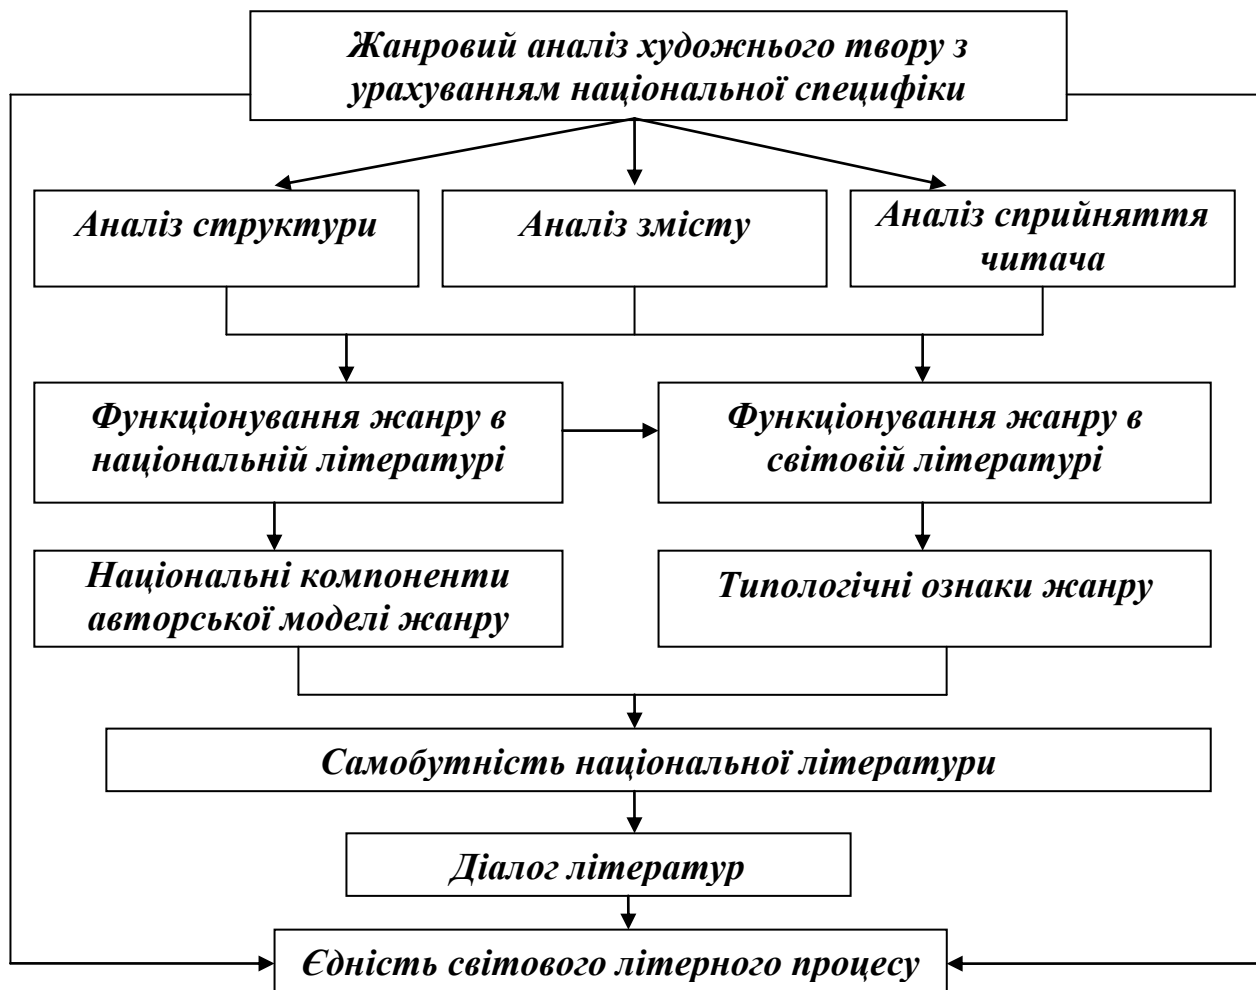 Жанровий аналіз художнього твору з
урахуванням національної специфіки
Аналіз структури
Аналіз змісту
Аналіз сприйняття
читача
Функціонування жанру в
національній літературі
Функціонування жанру в
світовій літературі
Національні компоненти
авторської моделі жанру
Типологічні ознаки жанру
Самобутність національної літератури
Діалог літератур
Єдність світового літерного процесу